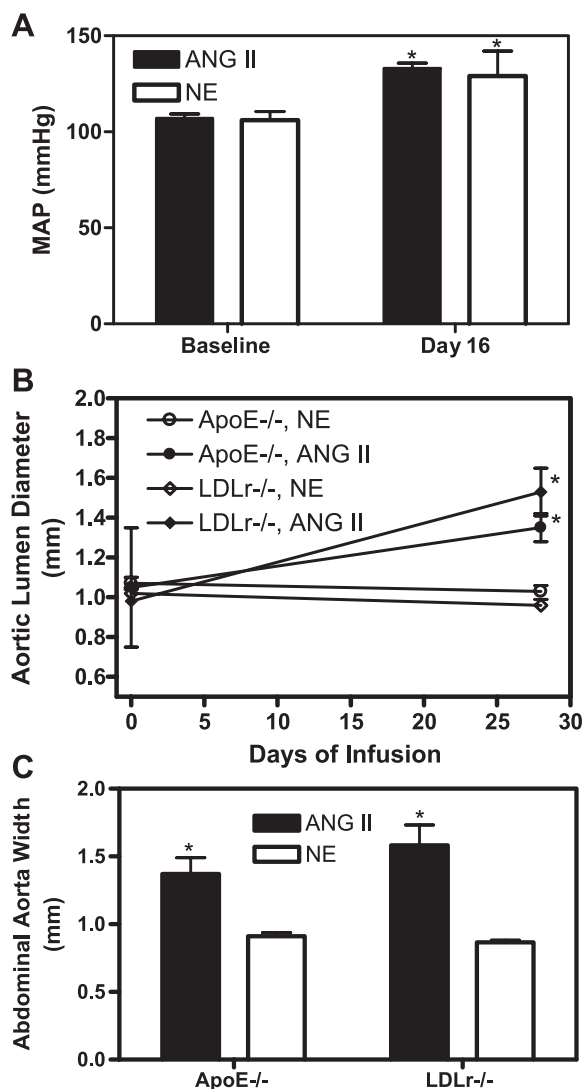 A
MAP (mmHg)
150
100
50
0
ANG II
NE
*
*
Baseline
Day 16
B
Aortic Lumen Diameter
(mm)
2.0
1.8
1.6
1.4
1.2
1.0
0.8
0.6
ApoE-/-, NE
ApoE-/-, ANG II
LDLr-/-, NE
LDLr-/-, ANG II
*
*
0
5
10
15
20
25
30
Days of Infusion
C
Abdominal Aorta Width
(mm)
2.0
1.5
1.0
0.5
0.0
ANG II
NE
*
*
ApoE-/-
LDLr-/-